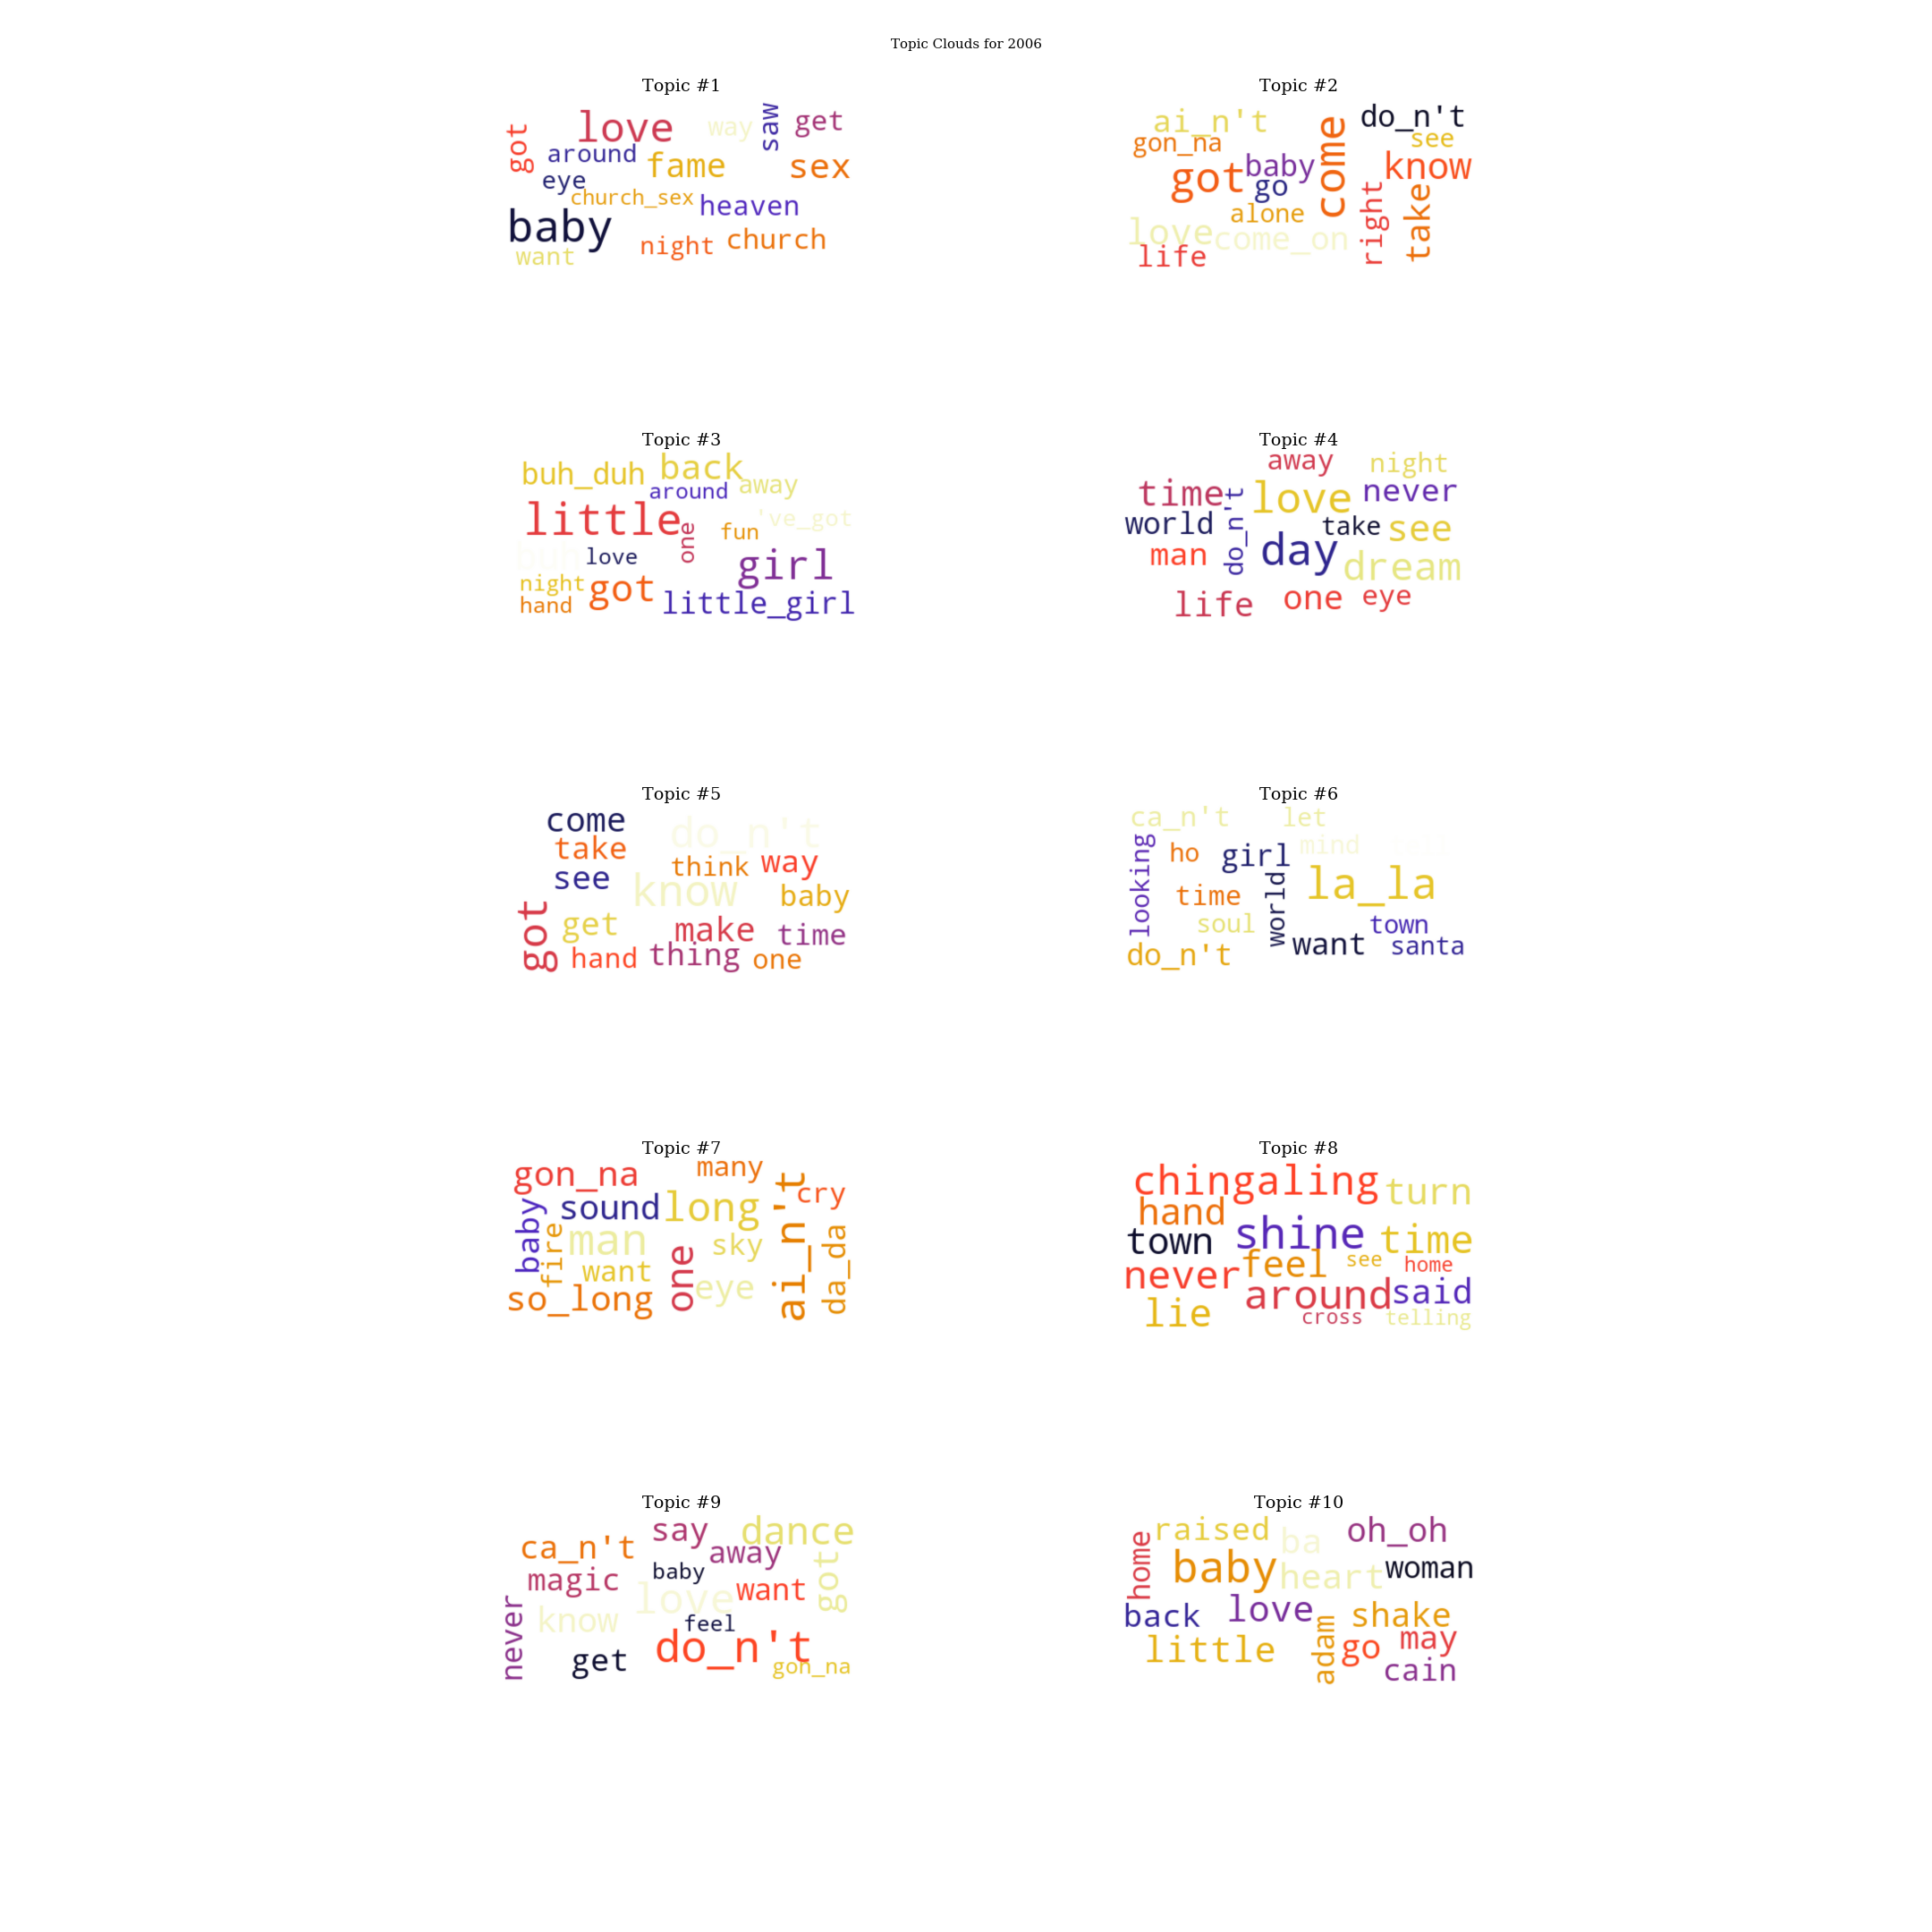 Topic Clouds for 2006
Topic #1
love way saw get
got around fame sex
eye church_sex heaven
baby night church
want
Topic #2
ai_n't come do_n't
gon_na see
got baby know
go right take
alone
love come_on
life
Topic #3
buh_duh back
around away
little 've_got
one fun
buh love girl
night got little_girl
hand
Topic #4
away night
time love never
world do_n't take see
man day dream
life one eye
Topic #5
come do_n't
take think way
see know baby
got get make time
hand thing one
Topic #6
ca_n't let
looking ho girl mind
time world la_la
soul town
do_n't want santa
Topic #7
gon_na many ai_n't cry
baby sound long
fire man sky da_da
want one eye
so_long
Topic #8
chingaling turn
hand shine time
town
never feel see home
around said
lie cross telling
Topic #9
say dance
ca_n't away got
magic baby want
never know love
feel
get do_n't gon_na
Topic #10
home raised ba oh_oh
baby heart woman
back love shake
little adam go may
cain